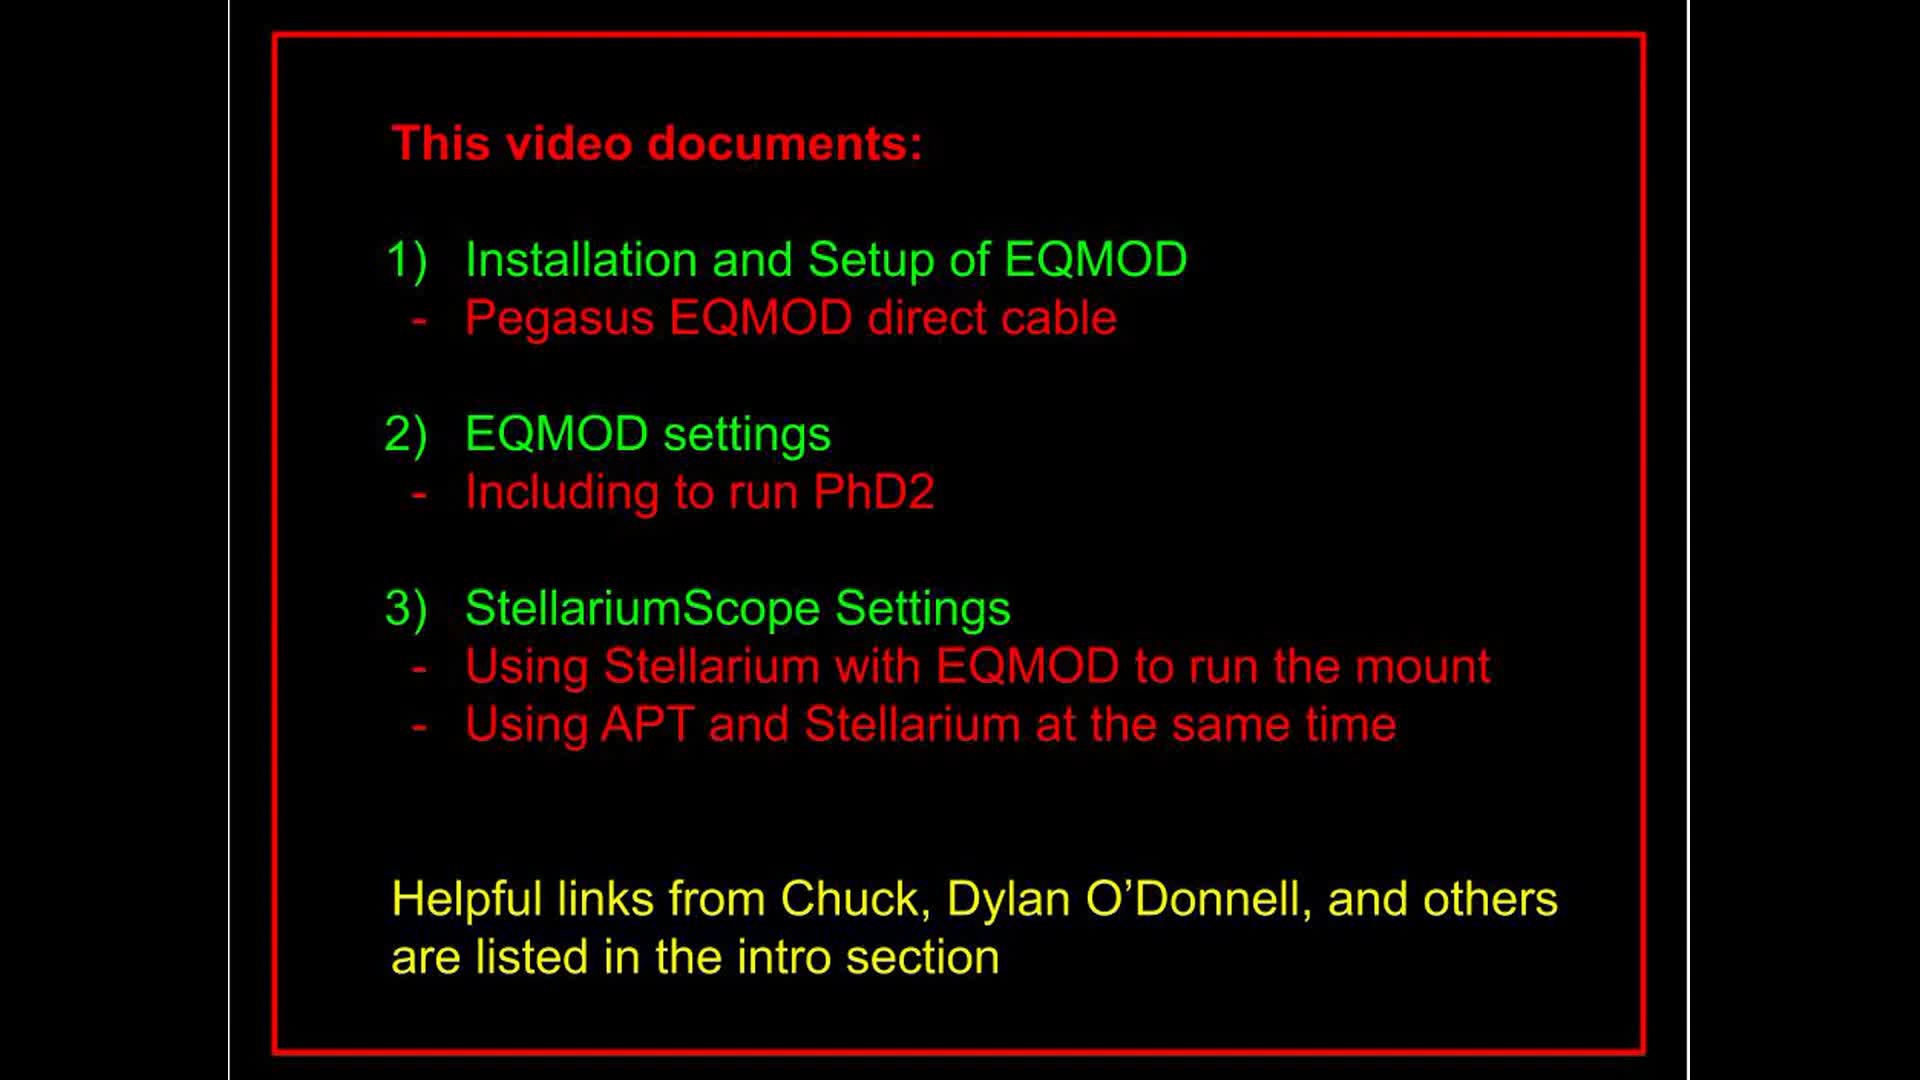 This video documents:
1) Installation and Setup of EQMOD
- Pegasus EQMOD direct cable
2) EQMOD settings
- Including to run PhD2
3) StellariumScope Settings
- Using Stellarium with EQMOD to run the mount
- Using APT and Stellarium at the same time
Helpful links from Chuck, Dylan O’Donnell, and others
are listed in the intro section